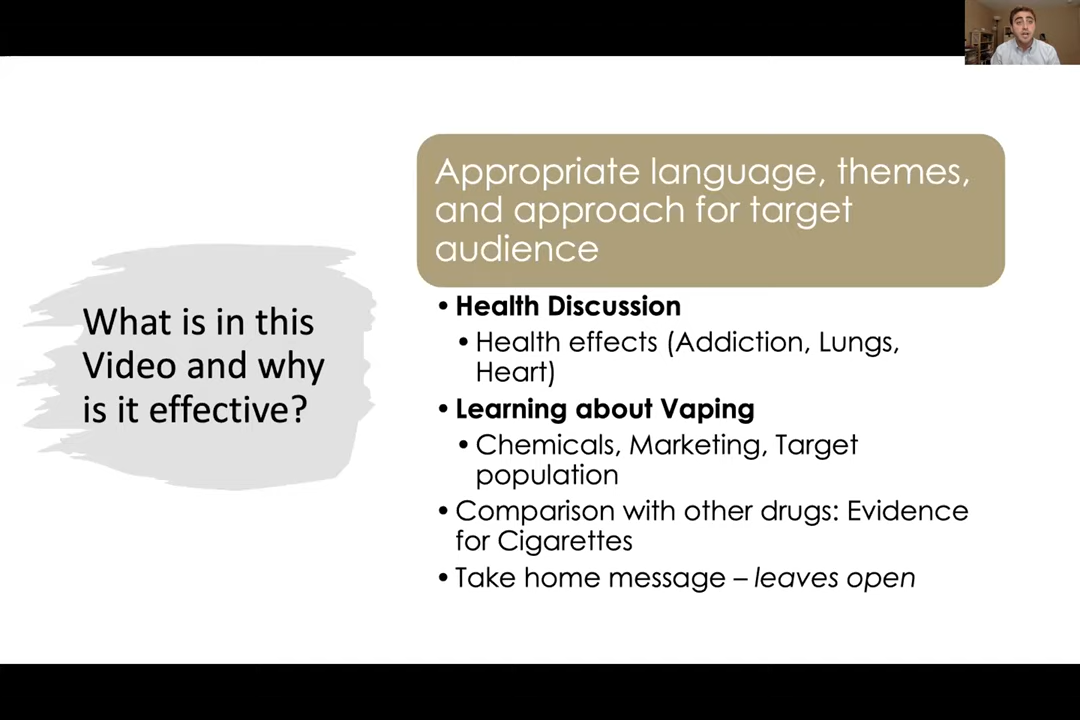 What is in this
Video and why
is it effective?
Appropriate language, themes,
and approach for target
audience
• Health Discussion
• Health effects (Addiction, Lungs,
Heart)
• Learning about Vaping
• Chemicals, Marketing, Target
population
• Comparison with other drugs: Evidence
for Cigarettes
• Take home message – leaves open